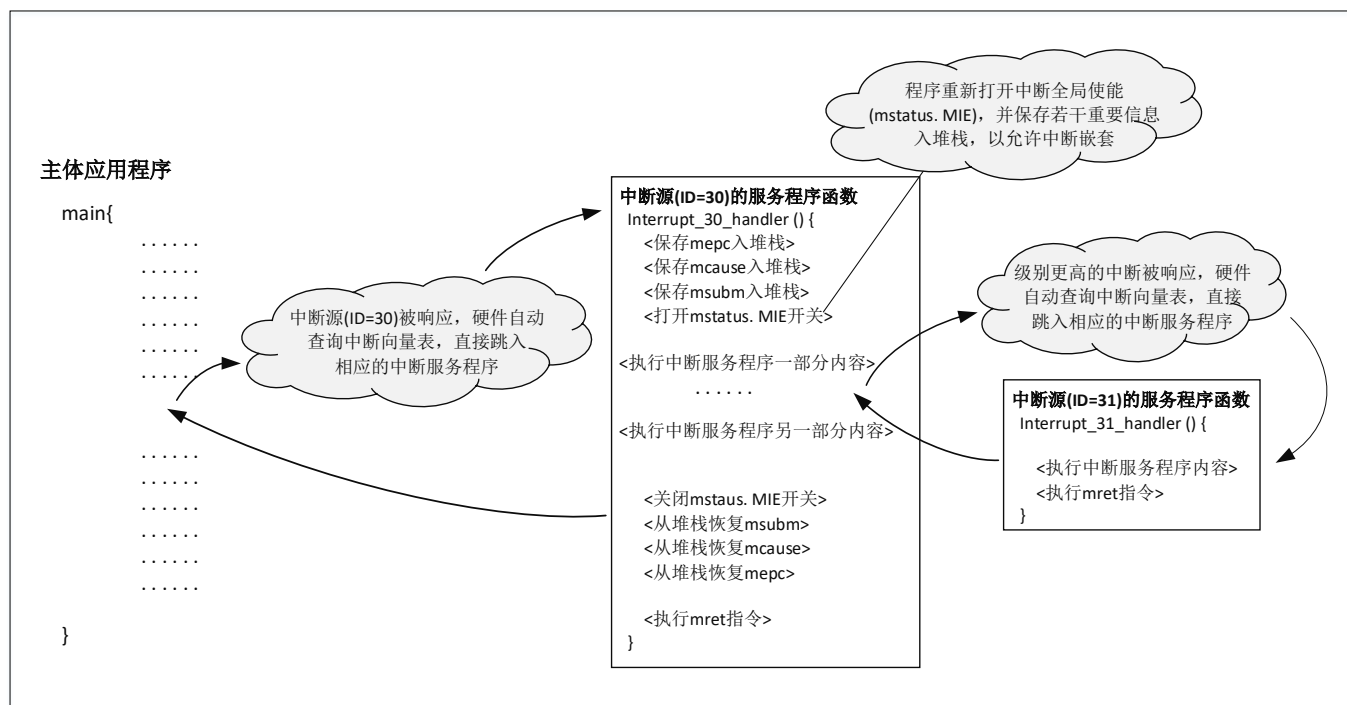 程序重新打开中断全局使能
(mstatus. MIE)，并保存若干重要信息
入堆栈，以允许中断嵌套
主体应用程序
main{
. . . . . .
. . . . . .
. . . . . .
. . . . . .
. . . . . .
. . . . . .
. . . . . .
. . . . . .
. . . . . .
. . . . . .
. . . . . .
. . . . . .
}
中断源(ID=30)被响应，硬件自动
查询中断向量表，直接跳入
相应的中断服务程序
中断源(ID=30)的服务程序函数
Interrupt_30_handler () {
<保存mepc入堆栈>
<保存mcause入堆栈>
<保存msubm入堆栈>
<打开mstatus. MIE开关>
<执行中断服务程序一部分内容>
. . . . . .
<执行中断服务程序另一部分内容>
<关闭mstaus. MIE开关>
<从堆栈恢复msubm>
<从堆栈恢复mcause>
<从堆栈恢复mepc>
<执行mret指令>
}
级别更高的中断被响应，硬件
自动查询中断向量表，直接
跳入相应的中断服务程序
中断源(ID=31)的服务程序函数
Interrupt_31_handler () {
<执行中断服务程序内容>
<执行mret指令>
}